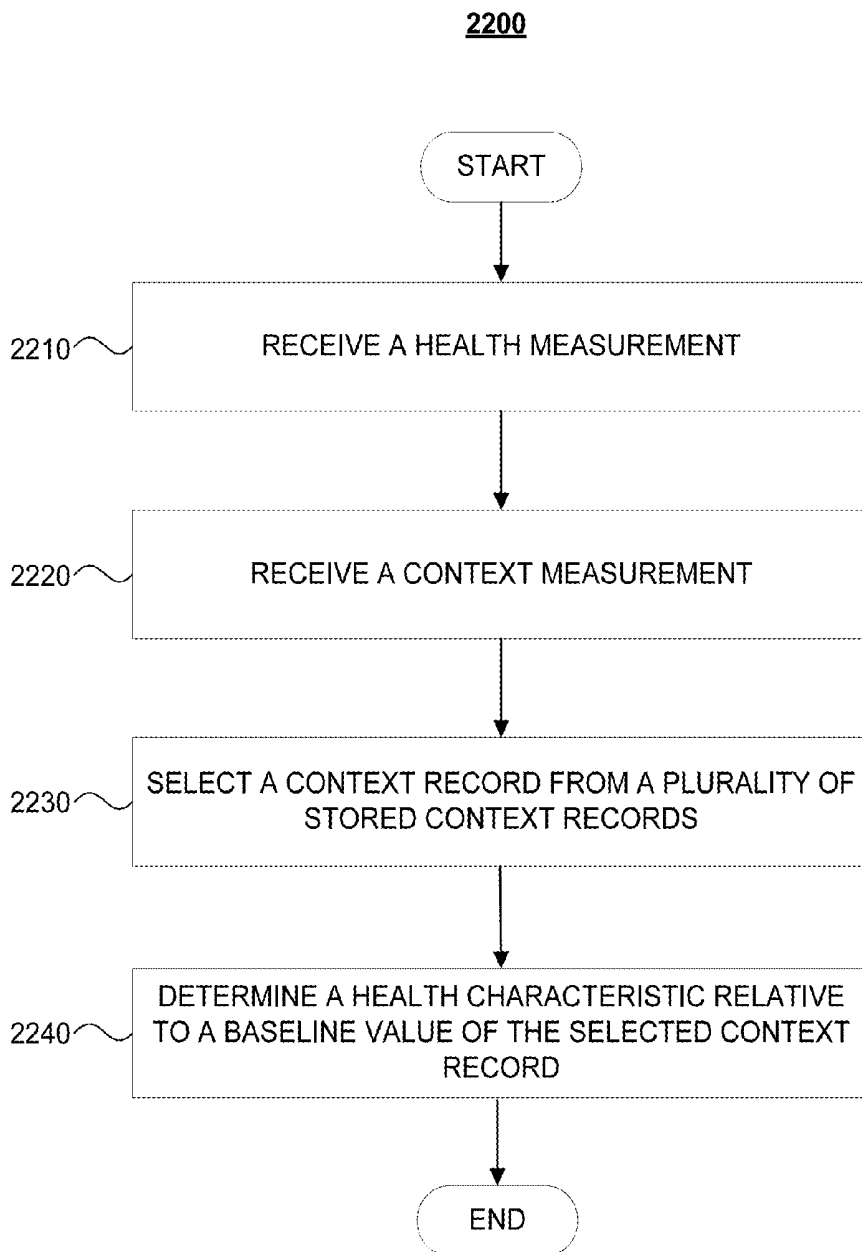 2200
START
2210
RECEIVE A HEALTH MEASUREMENT
2220
RECEIVE A CONTEXT MEASUREMENT
2230
SELECT A CONTEXT RECORD FROM A PLURALITY OF
STORED CONTEXT RECORDS
2240
DETERMINE A HEALTH CHARACTERISTIC RELATIVE
TO A BASELINE VALUE OF THE SELECTED CONTEXT
RECORD
END